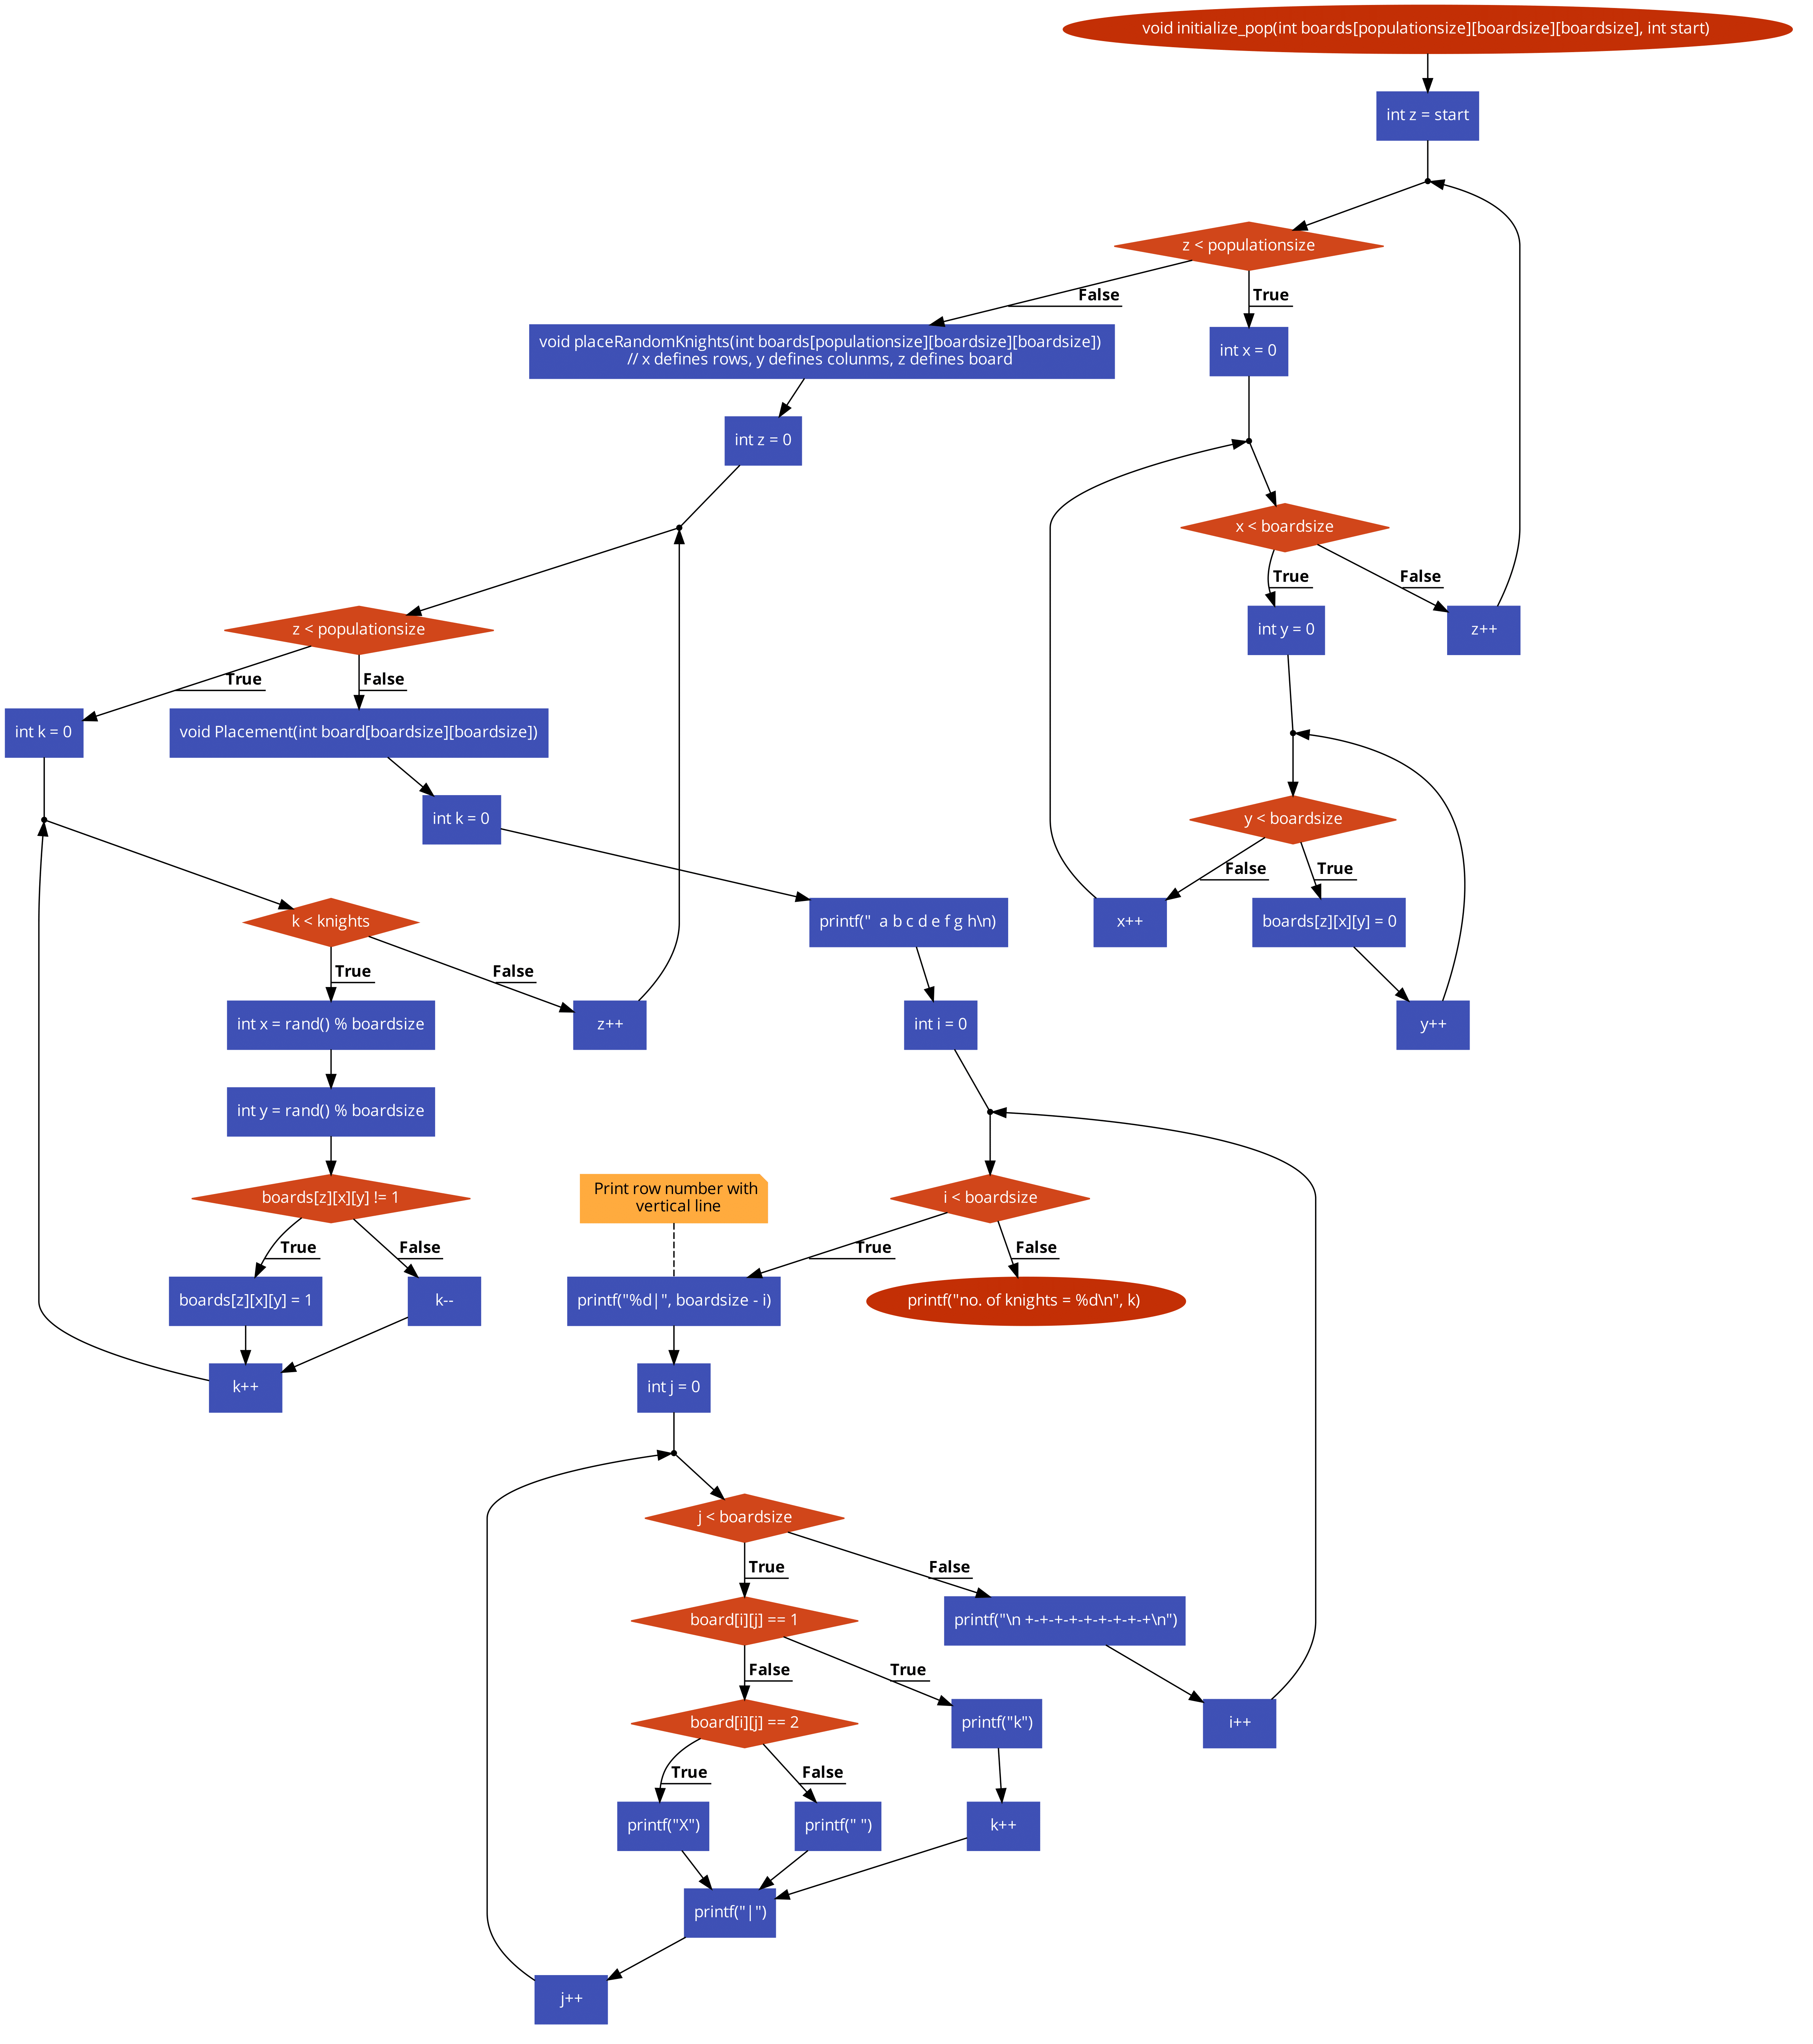 void initialize_pop(int boards[populationsize][boardsize][boardsize], int start)
int z = start
z < populationsize
False
True
void placeRandomKnights(int boards[populationsize][boardsize][boardsize])
// x defines rows, y defines colunms, z defines board
int x = 0
int z = 0
x < boardsize
True
False
int y = 0
z++
z < populationsize
True
False
int k = 0
void Placement(int board[boardsize][boardsize])
int k = 0
y < boardsize
False
True
k < knights
printf("  a b c d e f g h\n)
x++
boards[z][x][y] = 0
True
False
int x = rand() % boardsize
z++
int i = 0
y++
int y = rand() % boardsize
boards[z][x][y] != 1
Print row number with
vertical line
i < boardsize
True
False
True
False
boards[z][x][y] = 1
k--
printf("%d|", boardsize - i)
printf("no. of knights = %d\n", k)
k++
int j = 0
j < boardsize
True
False
board[i][j] == 1
printf("\n +-+-+-+-+-+-+-+-+-+\n")
False
True
board[i][j] == 2
printf("k")
i++
True
False
printf("X")
printf(" ")
k++
printf("|")
j++